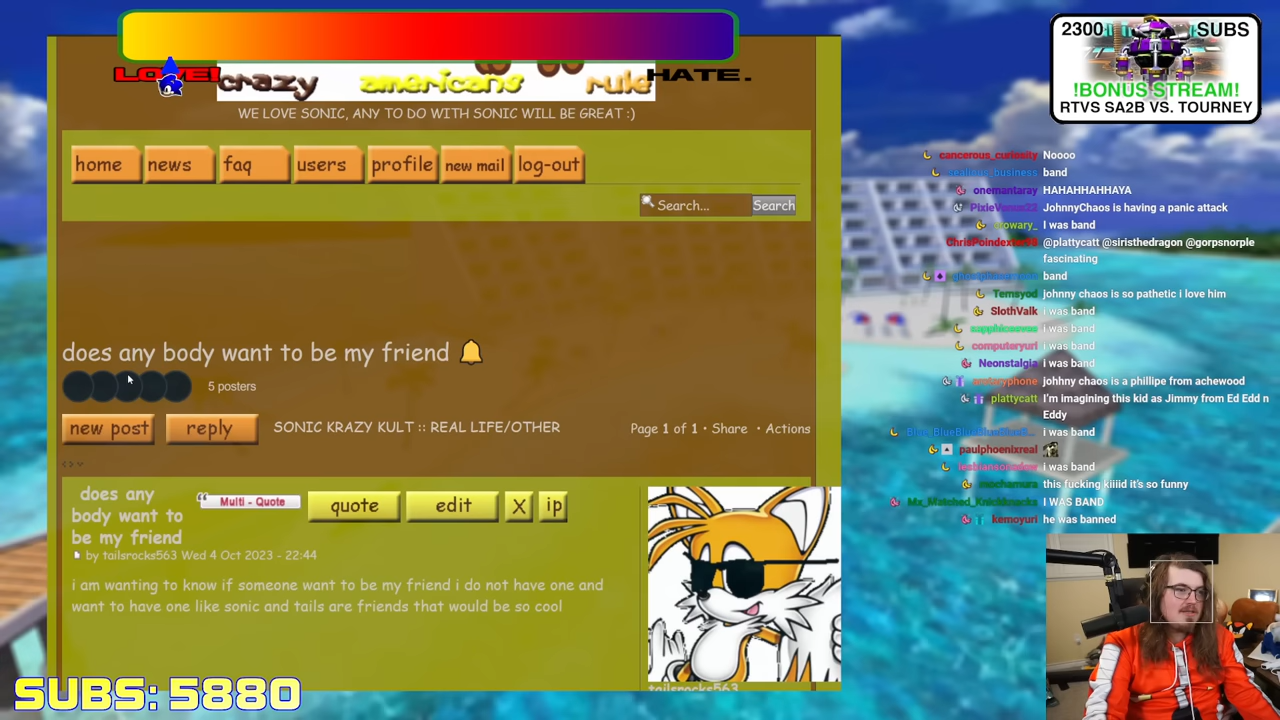 LOVE!
HATE.
crazy americans rule
WE LOVE SONIC, ANY TO DO WITH SONIC WILL BE GREAT :)
home news faq users profile new mail log-out
Search... Search
does any body want to be my friend
5 posters
new post reply SONIC KRAZY KULT :: REAL LIFE/OTHER Page 1 of 1 • Share • Actions
does any
body want to
be my friend
Multi - Quote quote edit X ip
by tailsrocks563 Wed 4 Oct 2023 - 22:44
i am wanting to know if someone want to be my friend i do not have one and
want to have one like sonic and tails are friends that would be so cool
tailsrocks563
SUBS: 5880
2300 SUBS
!BONUS STREAM!
RTVS SA2B VS. TOURNEY
cancerous_curiosity Noooo
band
onemantaray HAHAHHAHHAYA
PixieVenus23 JohnnyChaos is having a panic attack
I was band
@plattycatt @siristhedragon @gorpsnorple
fascinating
band
Temsyod johnny chaos is so pathetic i love him
SlothValk i was band
i was band
computeryuri i was band
Neonstalgia i was band
johhny chaos is a phillipe from achewood
plattycatt I'm imagining this kid as Jimmy from Ed Edd n
Eddy
i was band
paulphoenixreal
i was band
this fucking kiiiid it's so funny
I WAS BAND
kemoyuri he was banned